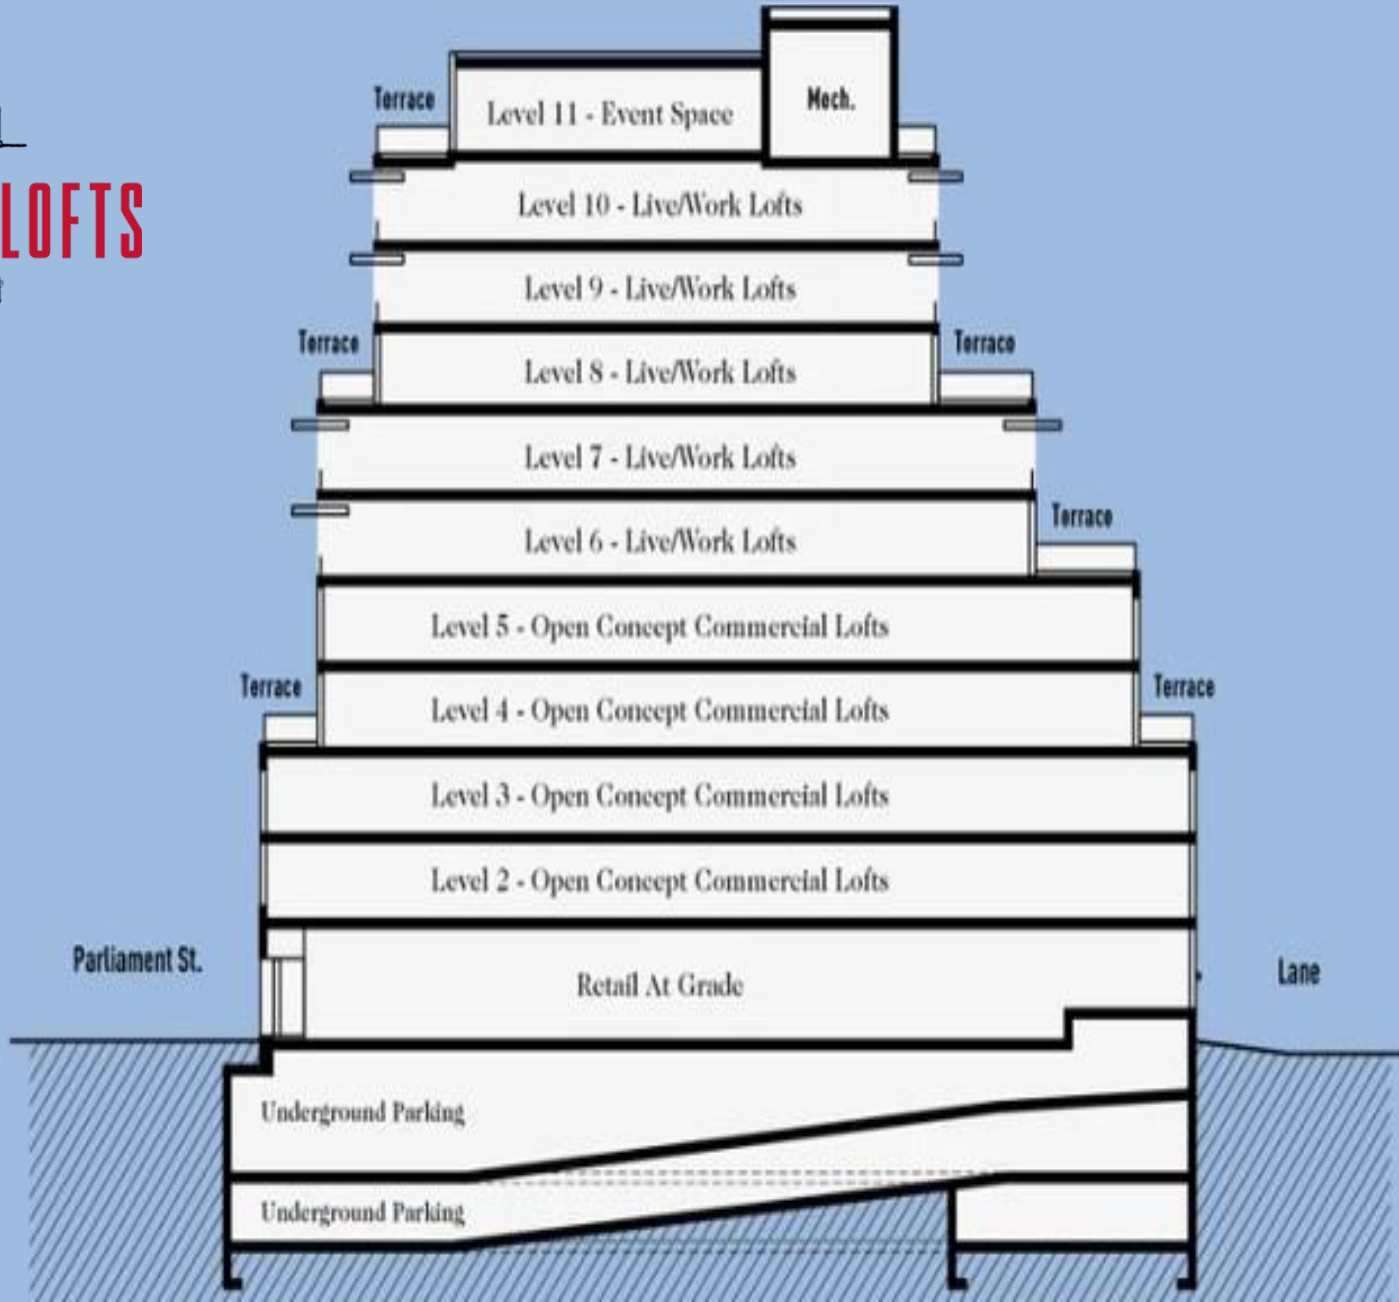 LOFTS
Terrace
Level 11 - Event Space
Mech.
Level 10 - Live/Work Lofts
Level 9 - Live/Work Lofts
Terrace
Terrace
Level 8 - Live/Work Lofts
Level 7 - Live/Work Lofts
Terrace
Level 6 - Live/Work Lofts
Level 5 - Open Concept Commercial Lofts
Terrace
Terrace
Level 4 - Open Concept Commercial Lofts
Level 3 - Open Concept Commercial Lofts
Level 2 - Open Concept Commercial Lofts
Parliament St.
Retail At Grade
Lane
Underground Parking
Underground Parking